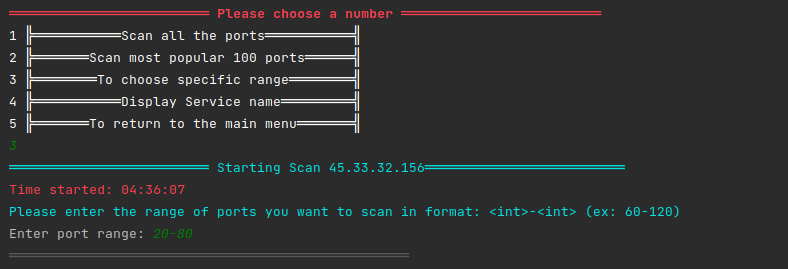 ═════════════════════════ Please choose a number ═════════════════════════
1 ╠═══════════Scan all the ports═══════════╣
2 ╠═══════Scan most popular 100 ports══════╣
3 ╠════════To choose specific range════════╣
4 ╠═══════════Display Service name═════════╣
5 ╠═══════To return to the main menu═══════╣
3
═════════════════════════ Starting Scan 45.33.32.156═════════════════════════
Time started: 04:36:07
Please enter the range of ports you want to scan in format: <int>-<int> (ex: 60-120)
Enter port range: 20-80
══════════════════════════════════════════════════